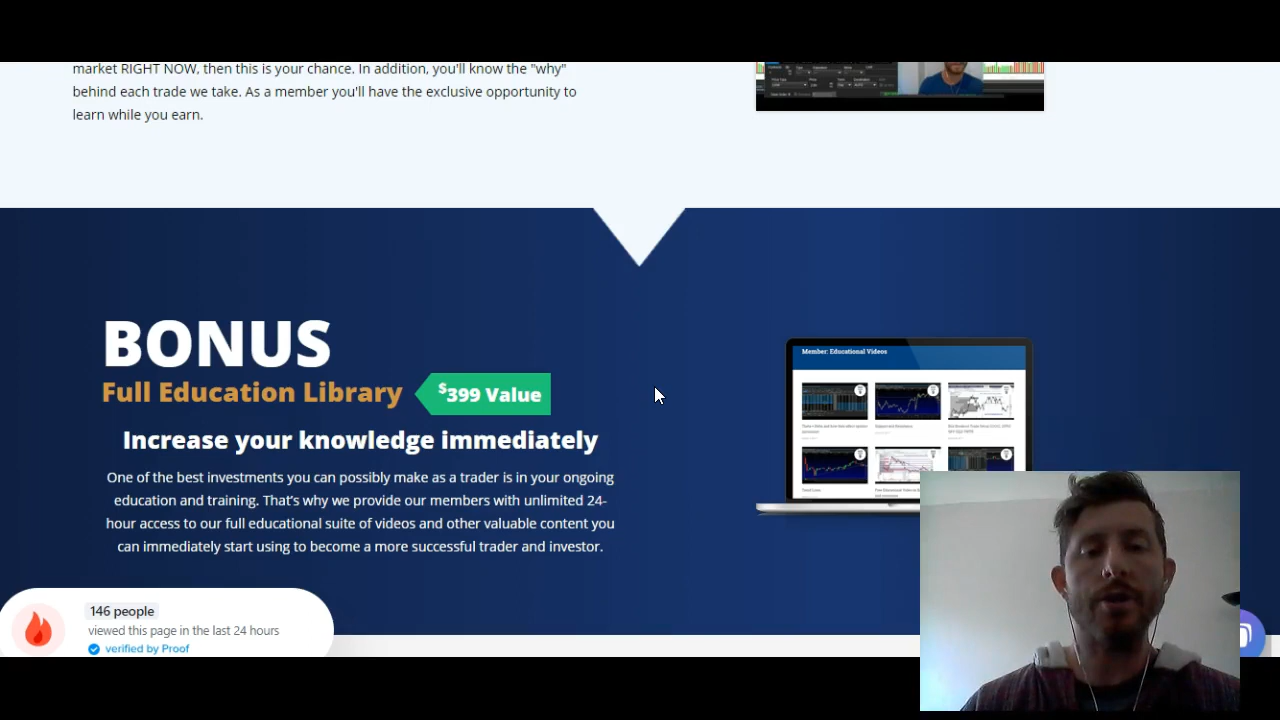 market RIGHT NOW, then this is your chance. In addition, you'll know the "why"
behind each trade we take. As a member you'll have the exclusive opportunity to
learn while you earn.
BONUS
Full Education Library
$399 Value
Increase your knowledge immediately
One of the best investments you can possibly make as a trader is in your ongoing
education and training. That's why we provide our members with unlimited 24-
hour access to our full educational suite of videos and other valuable content you
can immediately start using to become a more successful trader and investor.
Member: Educational Videos
Trend Lines
146 people
viewed this page in the last 24 hours
verified by Proof